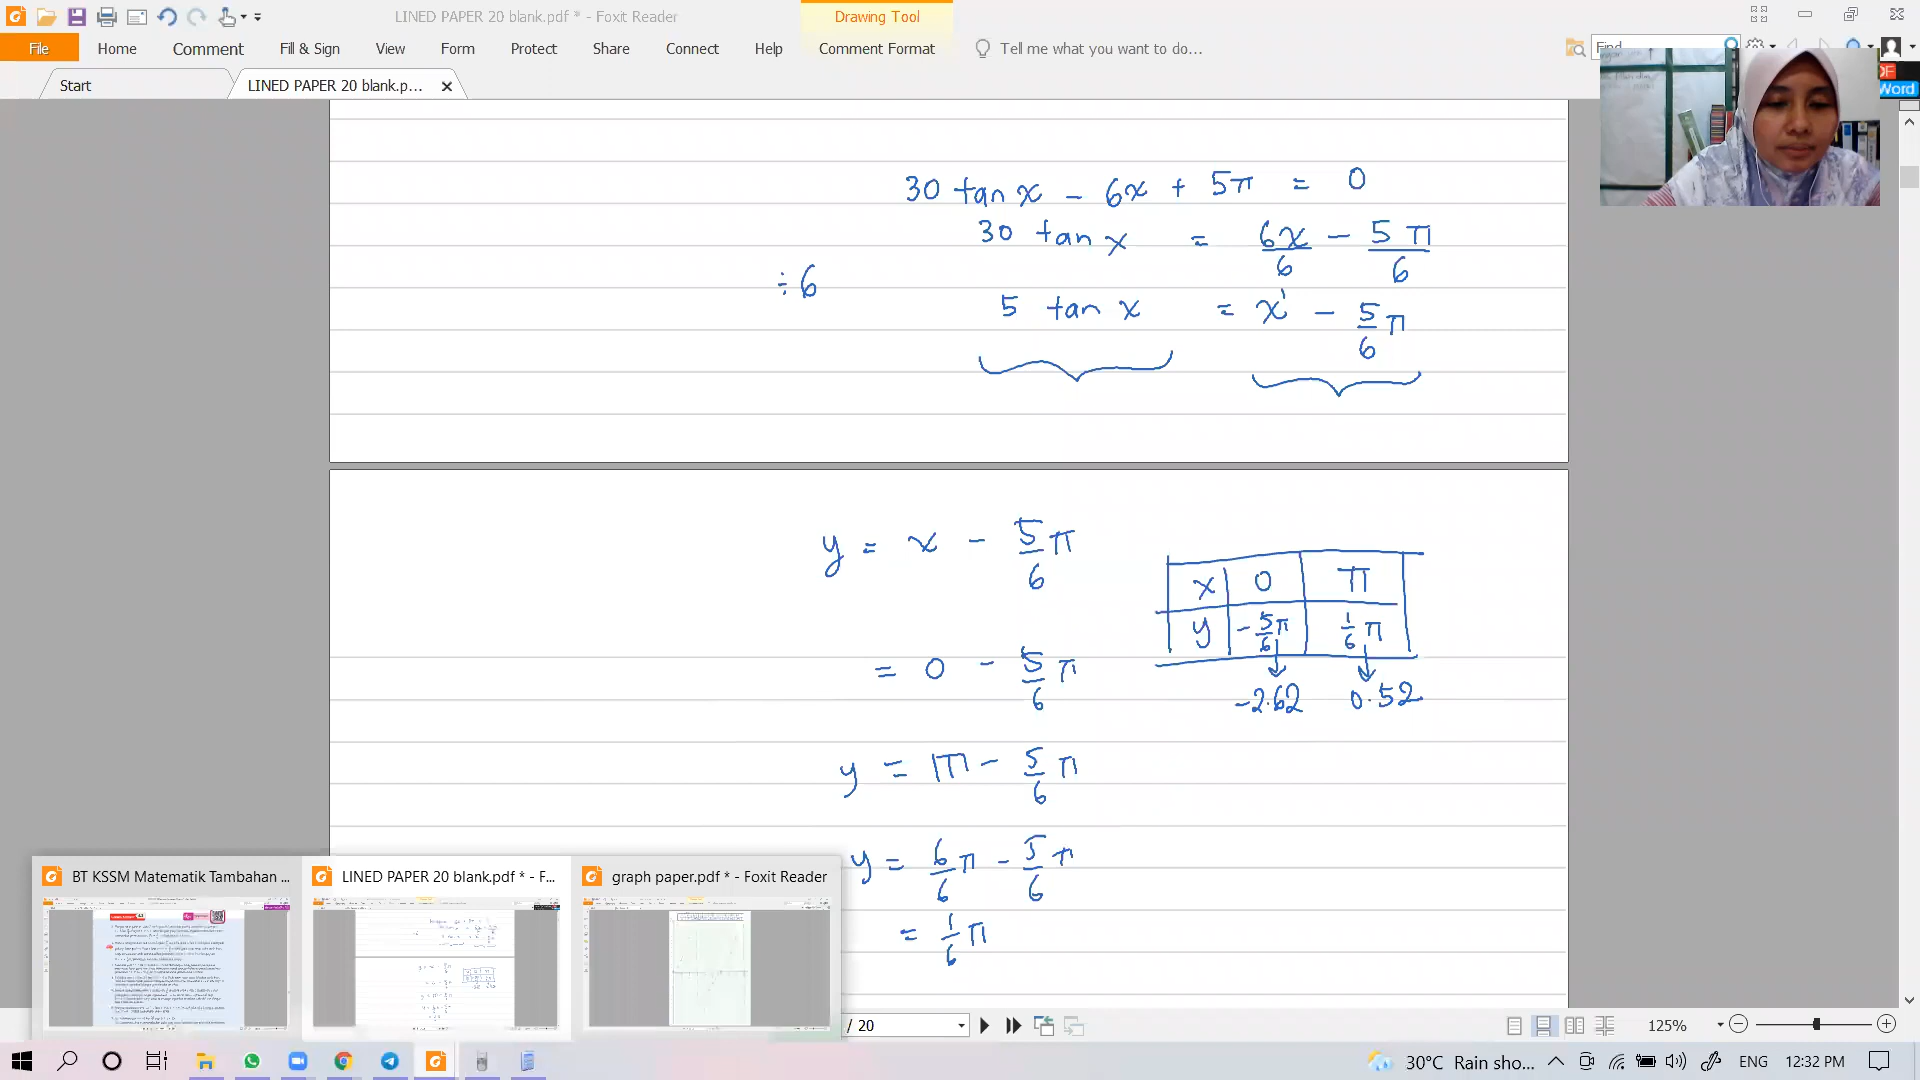 LINED PAPER 20 blank.pdf * - Foxit Reader
Drawing Tool
File Home Comment Fill & Sign View Form Protect Share Connect Help Comment Format Tell me what you want to do... Find
Start
LINED PAPER 20 blank.p...
Word
30 tan x - 6x + 5π = 0
30 tan x = 6x/6 - 5π/6
÷6
5 tan x = x - 5/6 π
y = x - 5/6 π
x 0 π
y -5/6π 1/6π
-2.62 0.52
= 0 - 5/6 π
y = π - 5/6 π
y = 6/6 π - 5/6 π
= 1/6 π
BT KSSM Matematik Tambahan ...
LINED PAPER 20 blank.pdf * - F...
graph paper.pdf * - Foxit Reader
/ 20
125%
30°C Rain sho...
ENG
12:32 PM